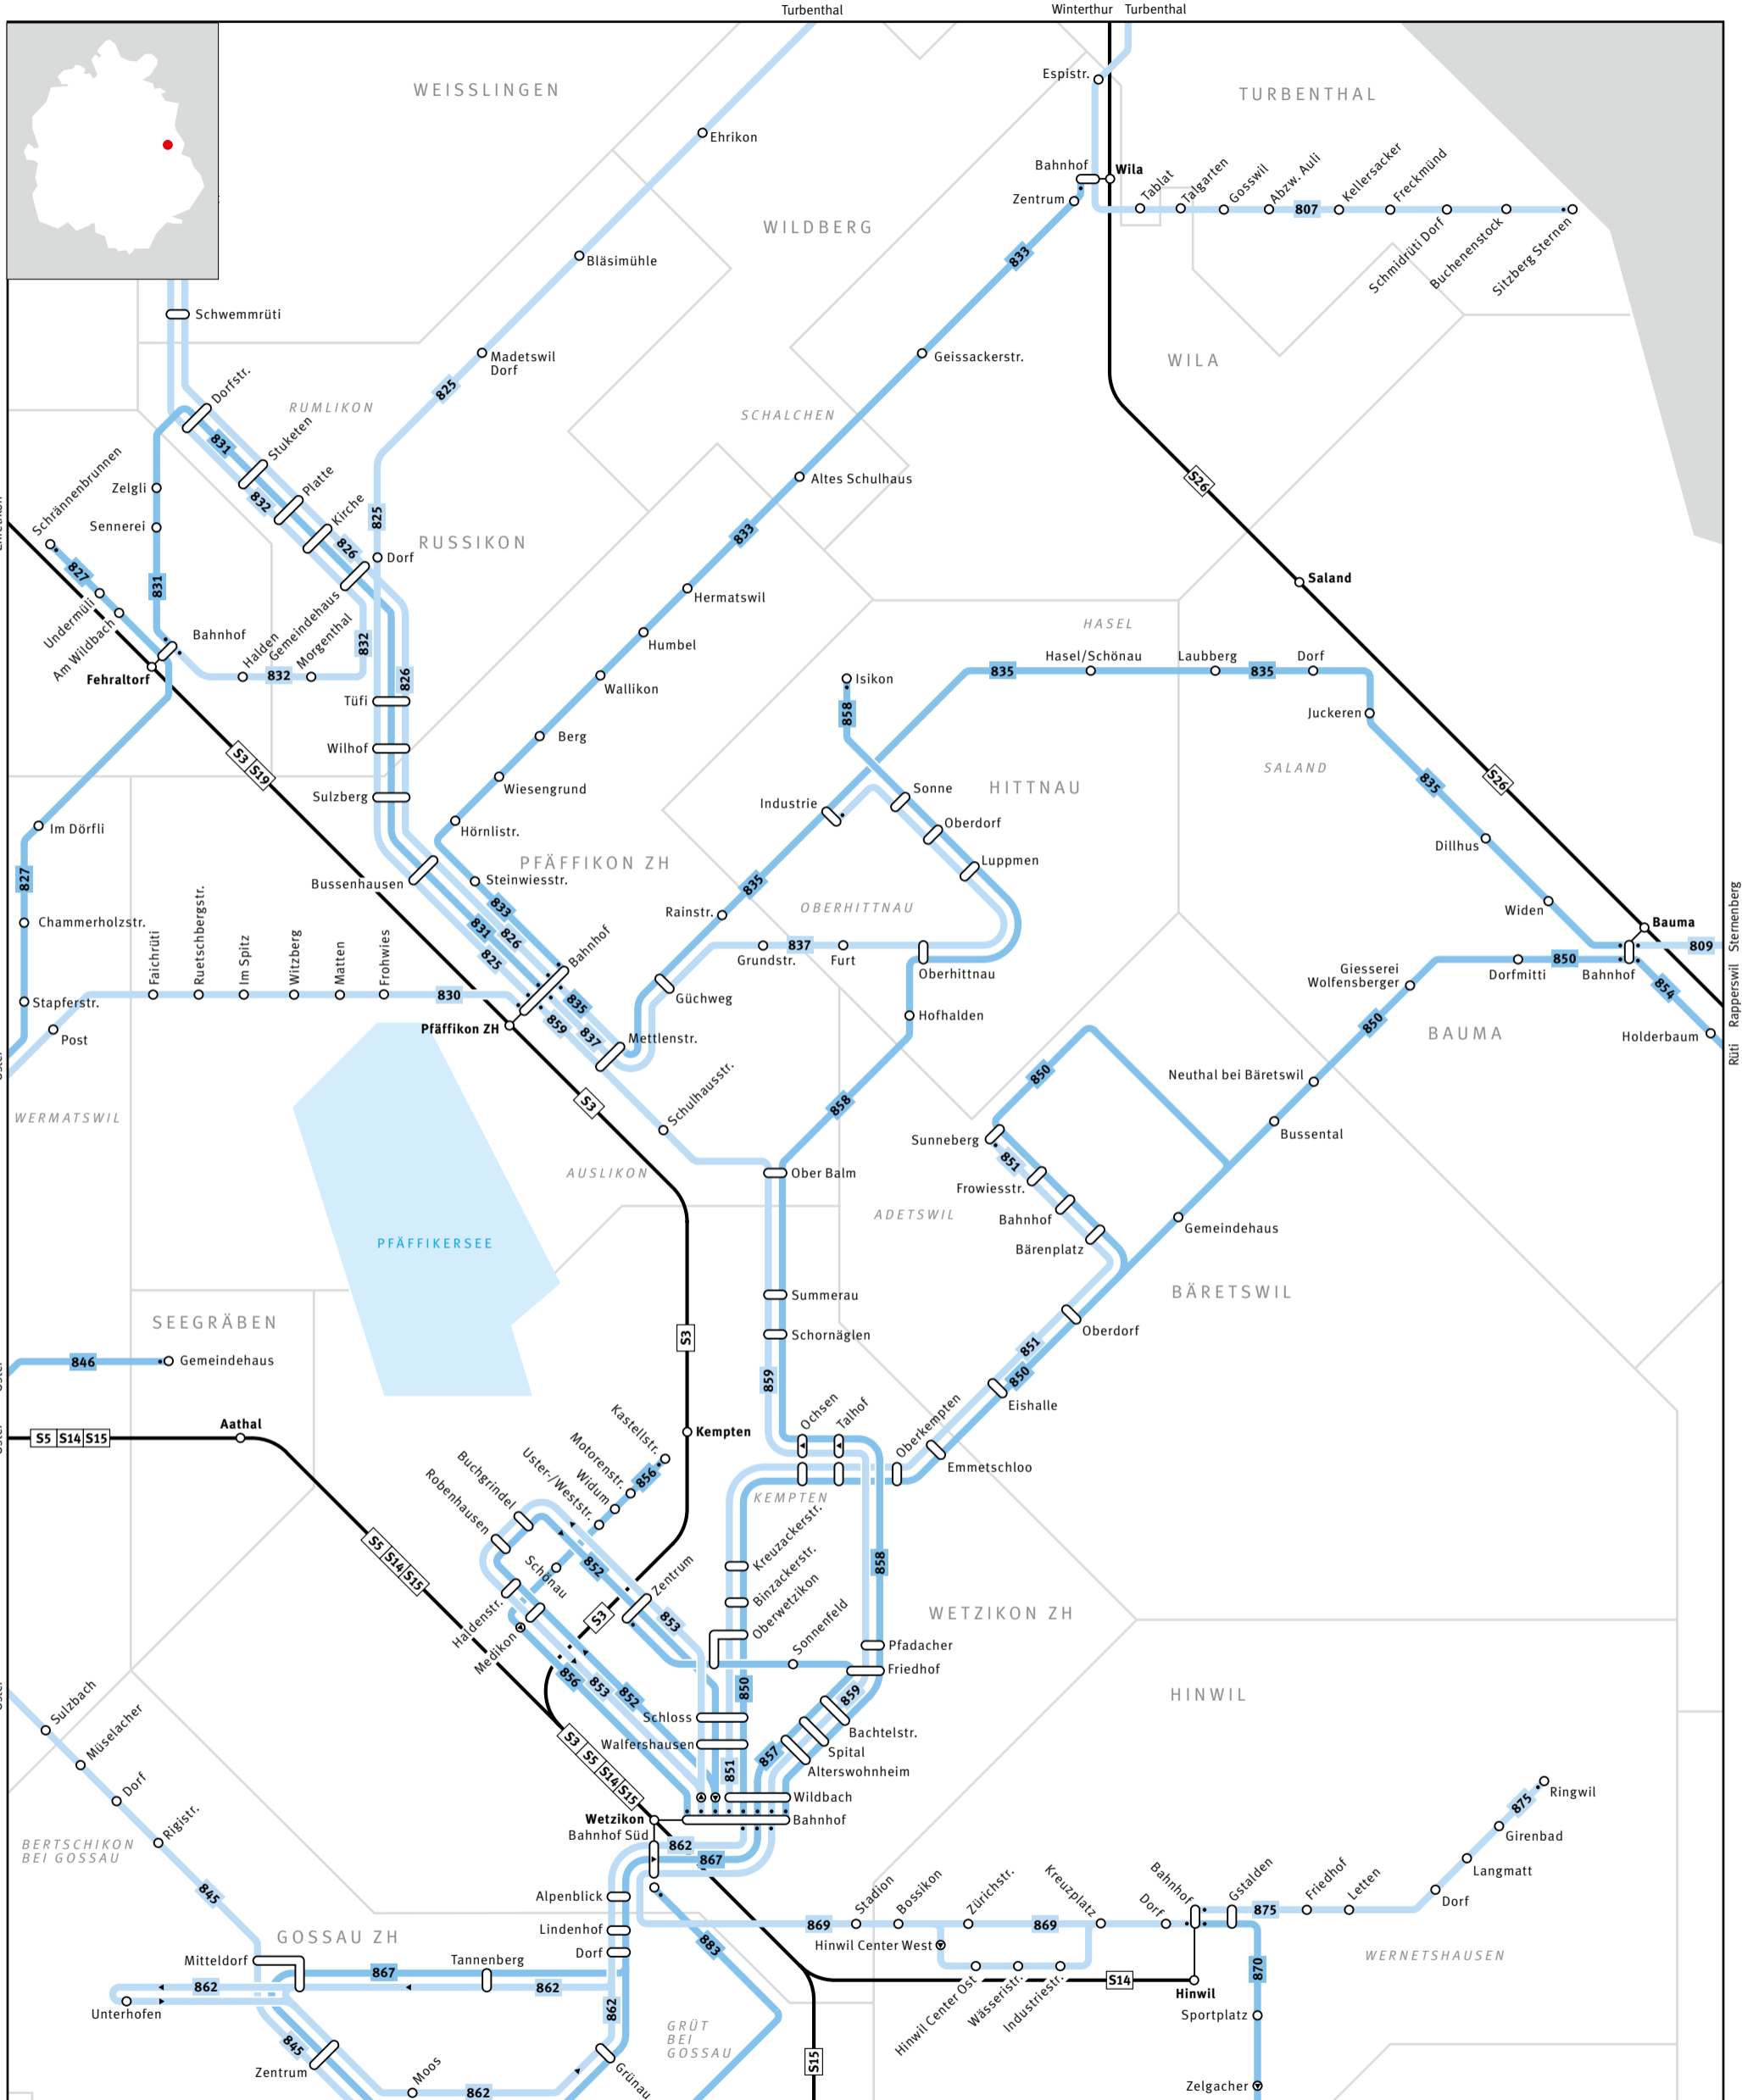 Turbenthal
Winterthur
Turbenthal
Espistr.
WEISSLINGEN
TURBENTHAL
Ehrikon
Bahnhof
Wila
Zentrum
Tablat
Talgarten
Gosswil
Abzw. Auli
807
Kellersacker
Freckmünd
Schmidrüti Dorf
Buchenenstock
Sitzberg Sternen
WILDBERG
833
Bläsimühle
Schwemmrüti
Madetswil
Dorf
Geissackerstr.
WILA
825
Dorfstr.
RUMLIKON
SCHALCHEN
831
Stuketen
Schrännenbrunnen
Zelgli
832
Platte
Altes Schulhaus
S26
Sennerei
Kirche
825
826
RUSSIKON
833
Dorf
827
831
Undermüli
Am Wildbach
Gemeindehaus
Hermatswil
Saland
Bahnhof
Halden
Morgenthal
832
Humbel
HASEL
Fehraltorf
832
826
Wallikon
Isikon
835
Hasel/Schönau
Laubberg
835
Dorf
Tüfi
858
Juckeren
Wilhof
Berg
S3 S19
Wiesengrund
SALAND
S26
Sulzberg
HITTNAU
835
Industrie
Sonne
Im Dörfli
Hörnlistr.
Oberdorf
Dillhus
PFÄFFIKON ZH
Luppmen
827
Bussenhausen
Steinwiesstr.
835
833
OBERHITTNAU
Rainstr.
Widen
Bauma
Chammerholzstr.
831
826
825
Sternenberg
809
Faichrüti
Ruetschbergstr.
Im Spitz
Witzberg
Matten
Frohwies
Bahnhof
837
Grundstr.
Furt
Oberhittnau
Giesserei
Wolfensberger
Dorfmitti
850
Bahnhof
854
Stapferstr.
830
835
Güchweg
Rapperswil
Post
Pfäffikon ZH
859
837
Mettlenstr.
Hofhalden
850
BAUMA
Holderbaum
Rüti
S3
Schulhausstr.
850
Neuthal bei Bäretswil
858
WERMATSWIL
Bussental
Sunneberg
851
AUSLIKON
Ober Balm
Frowiesstr.
ADETSWIL
Bahnhof
Gemeindehaus
PFÄFFIKERSEE
Bärenplatz
Summerau
BÄRETSWIL
SEEGRÄBEN
Schornäglen
Oberdorf
S3
851
846
Gemeindehaus
859
850
Eishalle
Ochsen
Talhof
Oberkempten
Aathal
S5 S14 S15
Kempten
Kastellstr.
Motorenstr.
Widum
Uster-/Weststr.
856
Emmetschloo
Buchgrindel
Robenhausen
KEMPTEN
Kreuzackerstr.
S5 S14 S15
Schönau
852
Zentrum
Binzackerstr.
858
Haldenstr.
S3
Oberwetzikon
WETZIKON ZH
853
Sonnenfeld
Medikon
Pfadacher
Friedhof
856
853
852
850
859
HINWIL
Sulzbach
Schloss
Bachtelstr.
Müselacher
S3 S5 S14 S15
Walfershausen
857
Spital
851
Alterswohnheim
Dorf
Wildbach
Ringwil
875
Rigistr.
Wetzikon
Bahnhof
Girenbad
Bahnhof Süd
862
BERTSCHIKON
BEI GOSSAU
867
Langmatt
845
Alpenblick
Stadion
Bossikon
Zürichstr.
Kreuzplatz
Dorf
Bahnhof
Gstalden
875
Friedhof
Letten
Dorf
869
869
GOSSAU ZH
Lindenhof
883
Hinwil Center West
WERNETSHAUSEN
Mitteldorf
Tannenberg
Dorf
867
862
862
870
Hinwil Center Ost
Wässeristr.
Industriestr.
S14
Hinwil
Unterhofen
862
Sportplatz
GRÜT
BEI
GOSSAU
845
Zentrum
Moos
862
Grünau
S15
Zelgacher